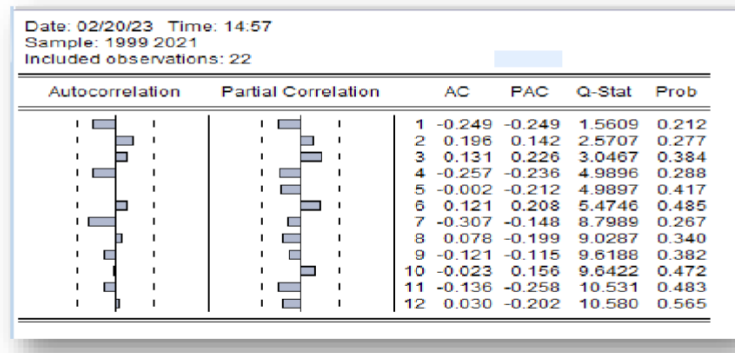 Date: 02/20/23 Time: 14:57
Sample: 1999 2021
Included observations: 22
Autocorrelation Partial Correlation AC PAC Q-Stat Prob
1 -0.249 -0.249 1.5609 0.212
2 0.196 0.142 2.5707 0.277
3 0.131 0.226 3.0467 0.384
4 -0.257 -0.236 4.9896 0.288
5 -0.002 -0.212 4.9897 0.417
6 0.121 0.208 5.4746 0.485
7 -0.307 -0.148 8.7989 0.267
8 0.078 -0.199 9.0287 0.340
9 -0.121 -0.115 9.6188 0.382
10 -0.023 0.156 9.6422 0.472
11 -0.136 -0.258 10.531 0.483
12 0.030 -0.202 10.580 0.565